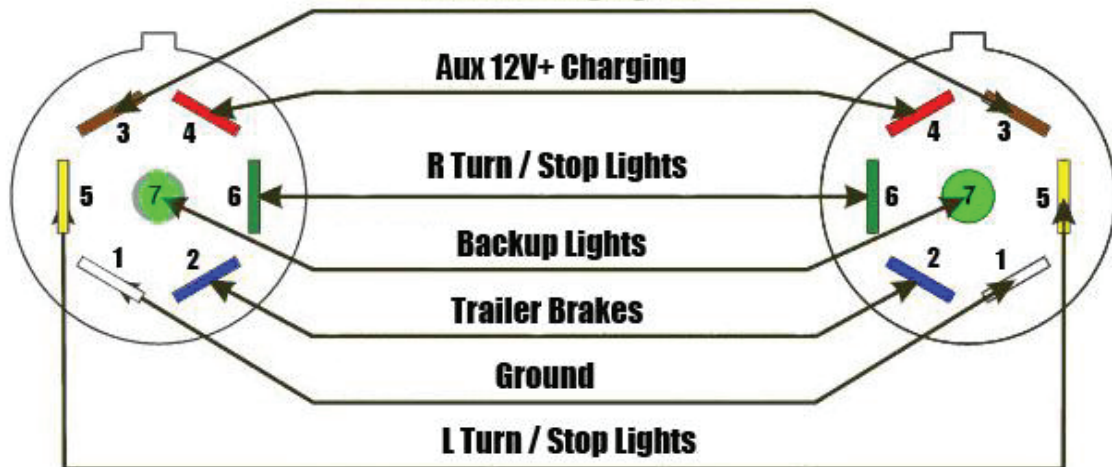 Aux 12V+ Charging
3 4 4 3
R Turn / Stop Lights
5 7 6 6 7 5
Backup Lights
1 2 2 1
Trailer Brakes
Ground
L Turn / Stop Lights